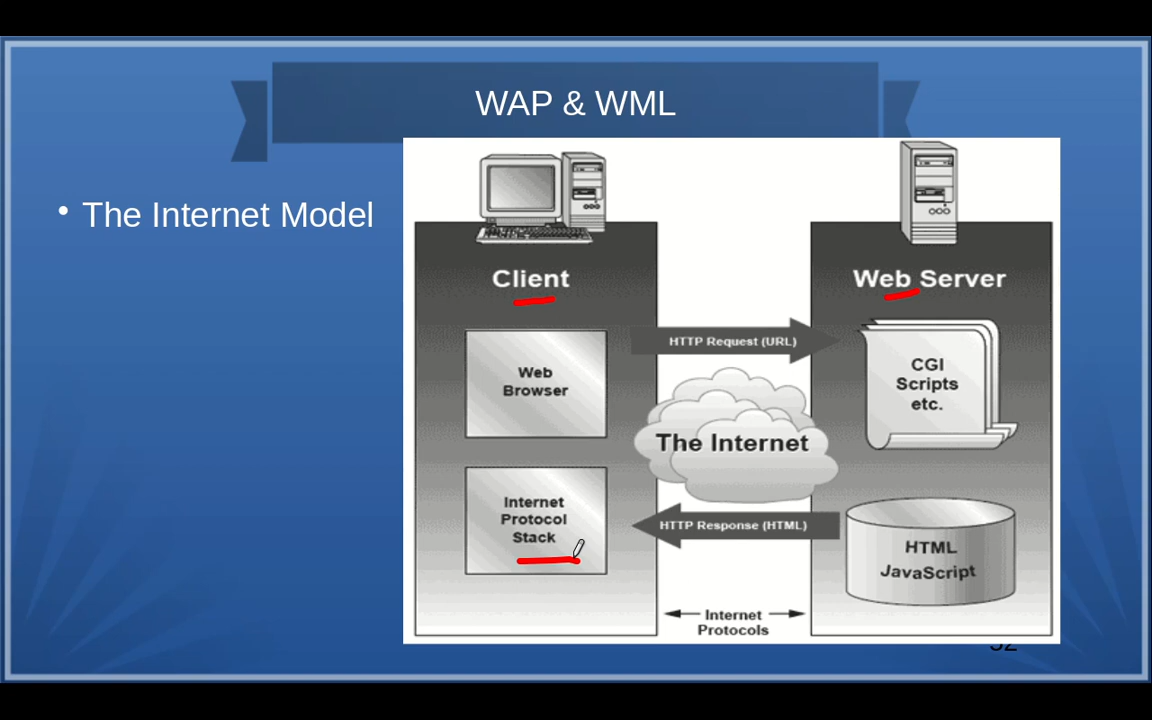 WAP & WML
• The Internet Model
Client
Web Server
Web
Browser
HTTP Request (URL)
CGI
Scripts
etc.
The Internet
Internet
Protocol
Stack
HTTP Response (HTML)
HTML
JavaScript
Internet
Protocols